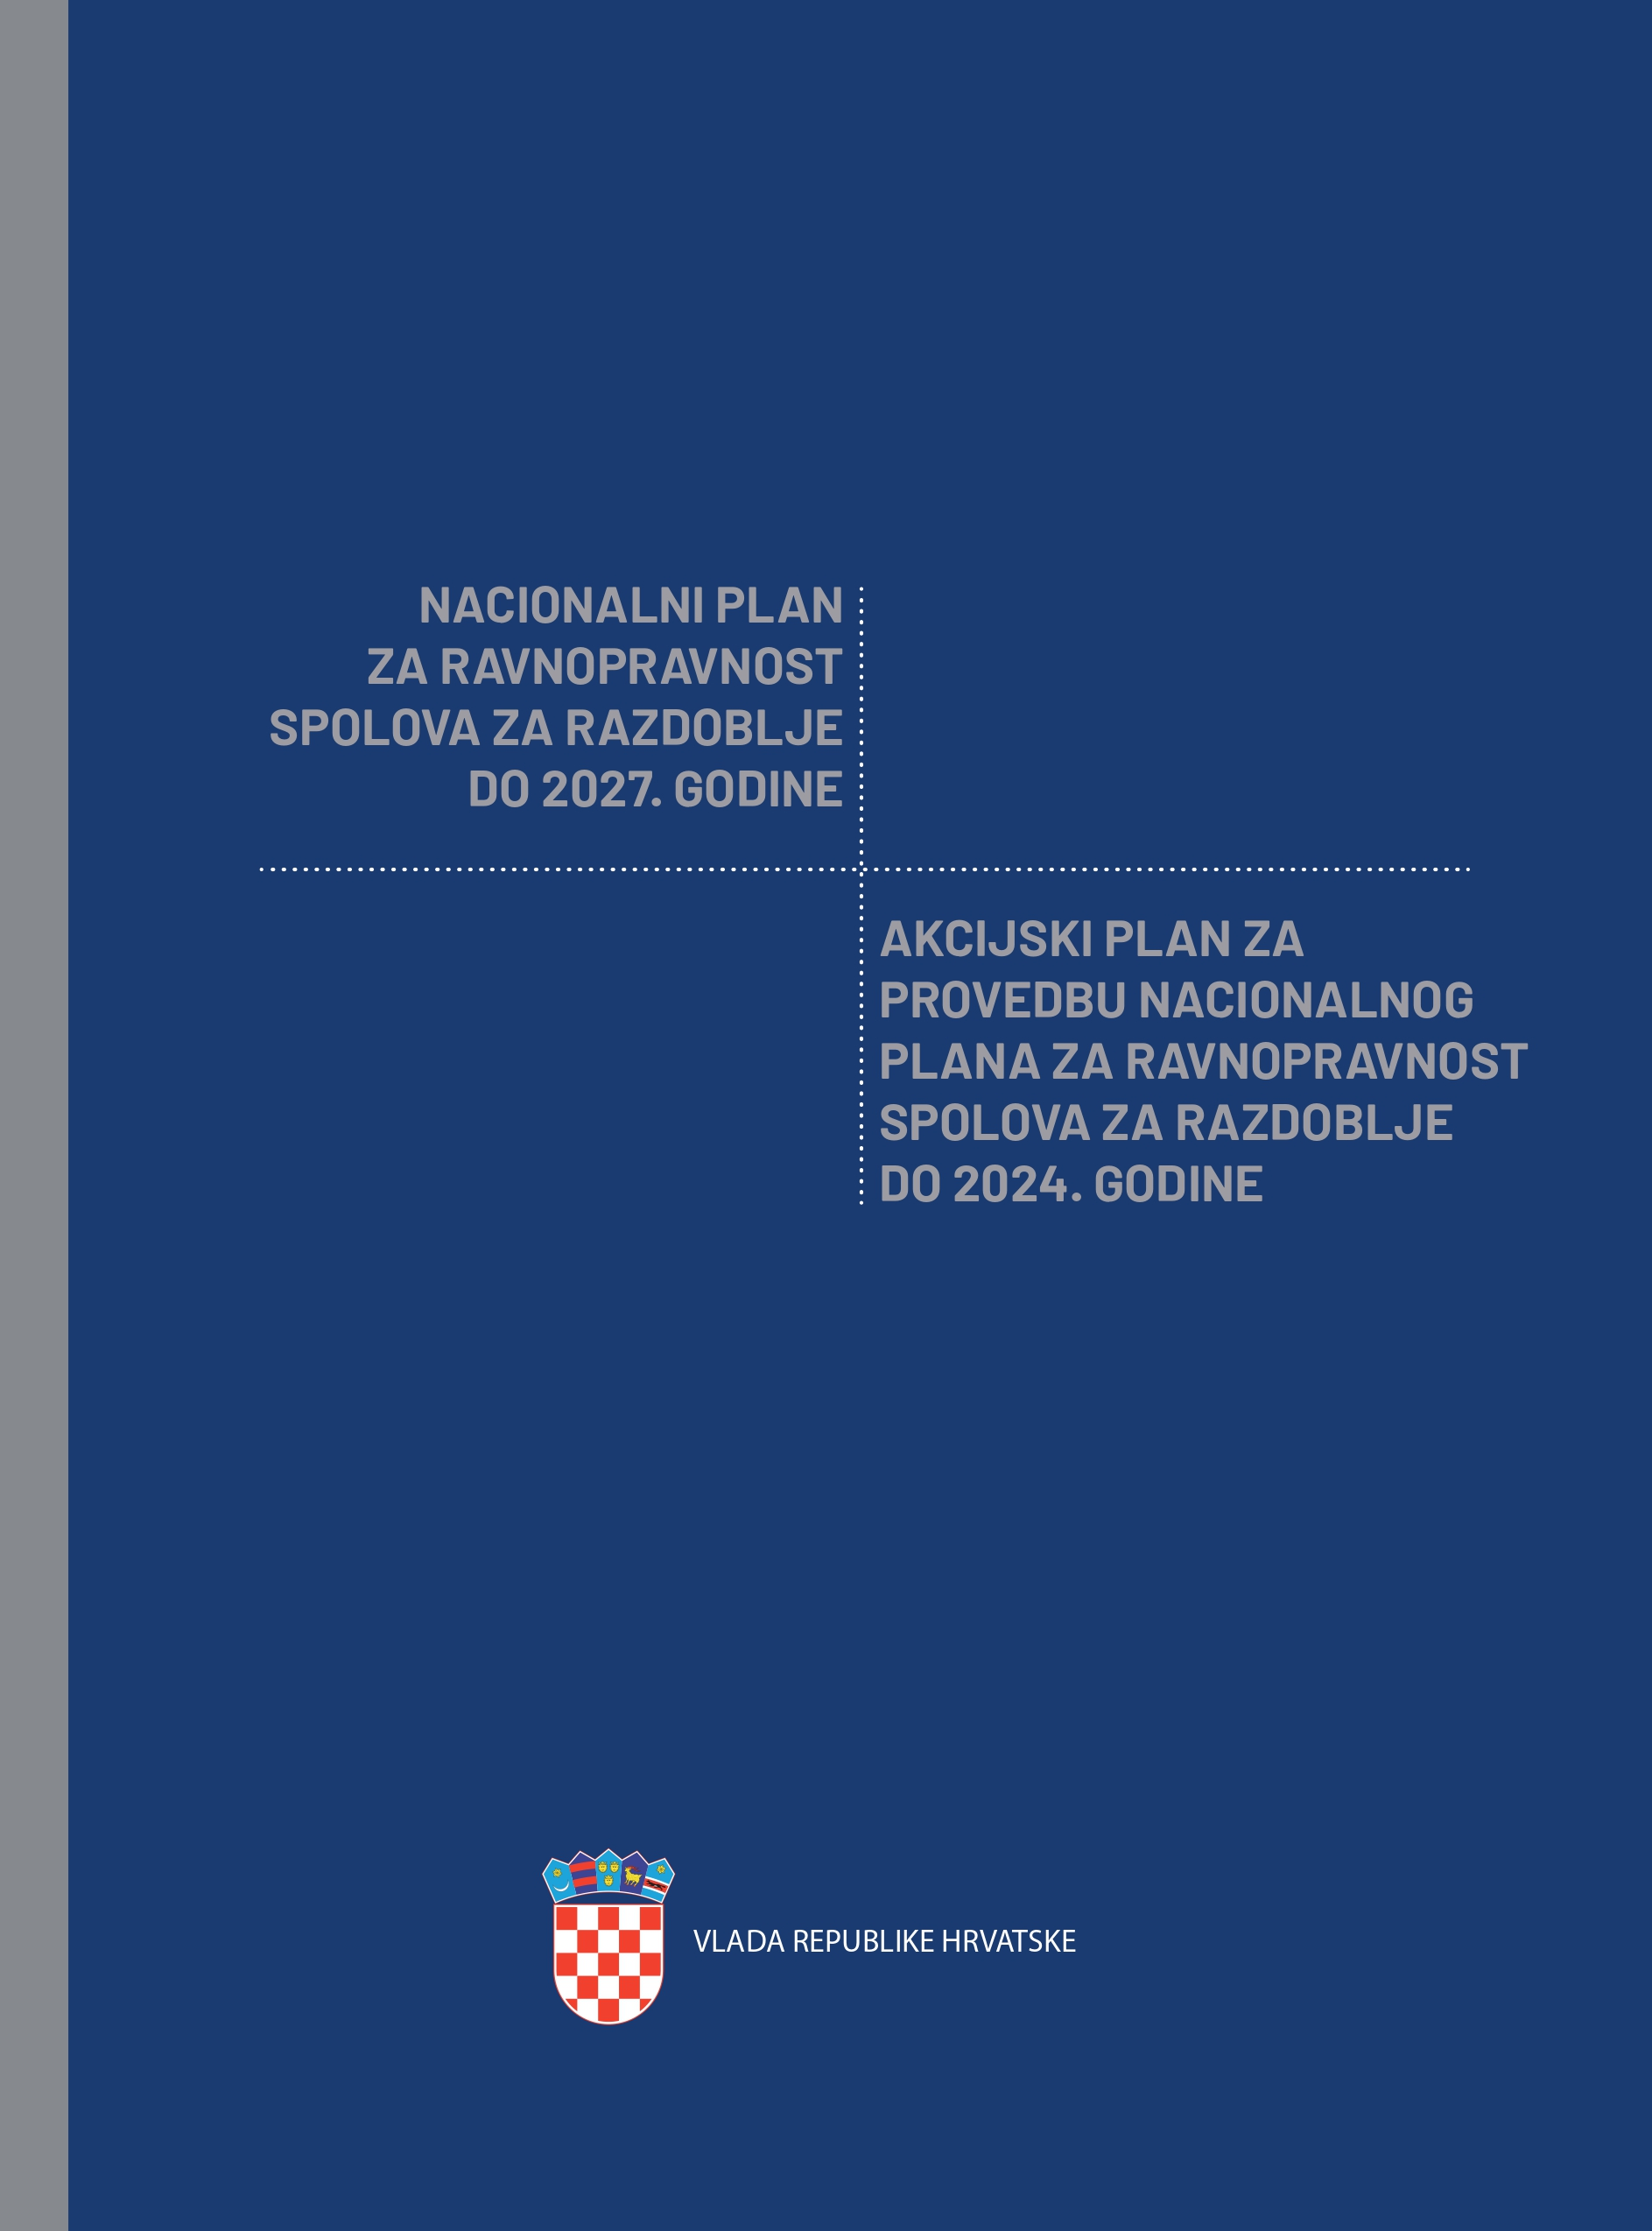 NACIONALNI PLAN
ZA RAVNOPRAVNOST
SPOLOVA ZA RAZDOBLJE
DO 2027. GODINE
AKCIJSKI PLAN ZA
PROVEDBU NACIONALNOG
PLANA ZA RAVNOPRAVNOST
SPOLOVA ZA RAZDOBLJE
DO 2024. GODINE
VLADA REPUBLIKE HRVATSKE